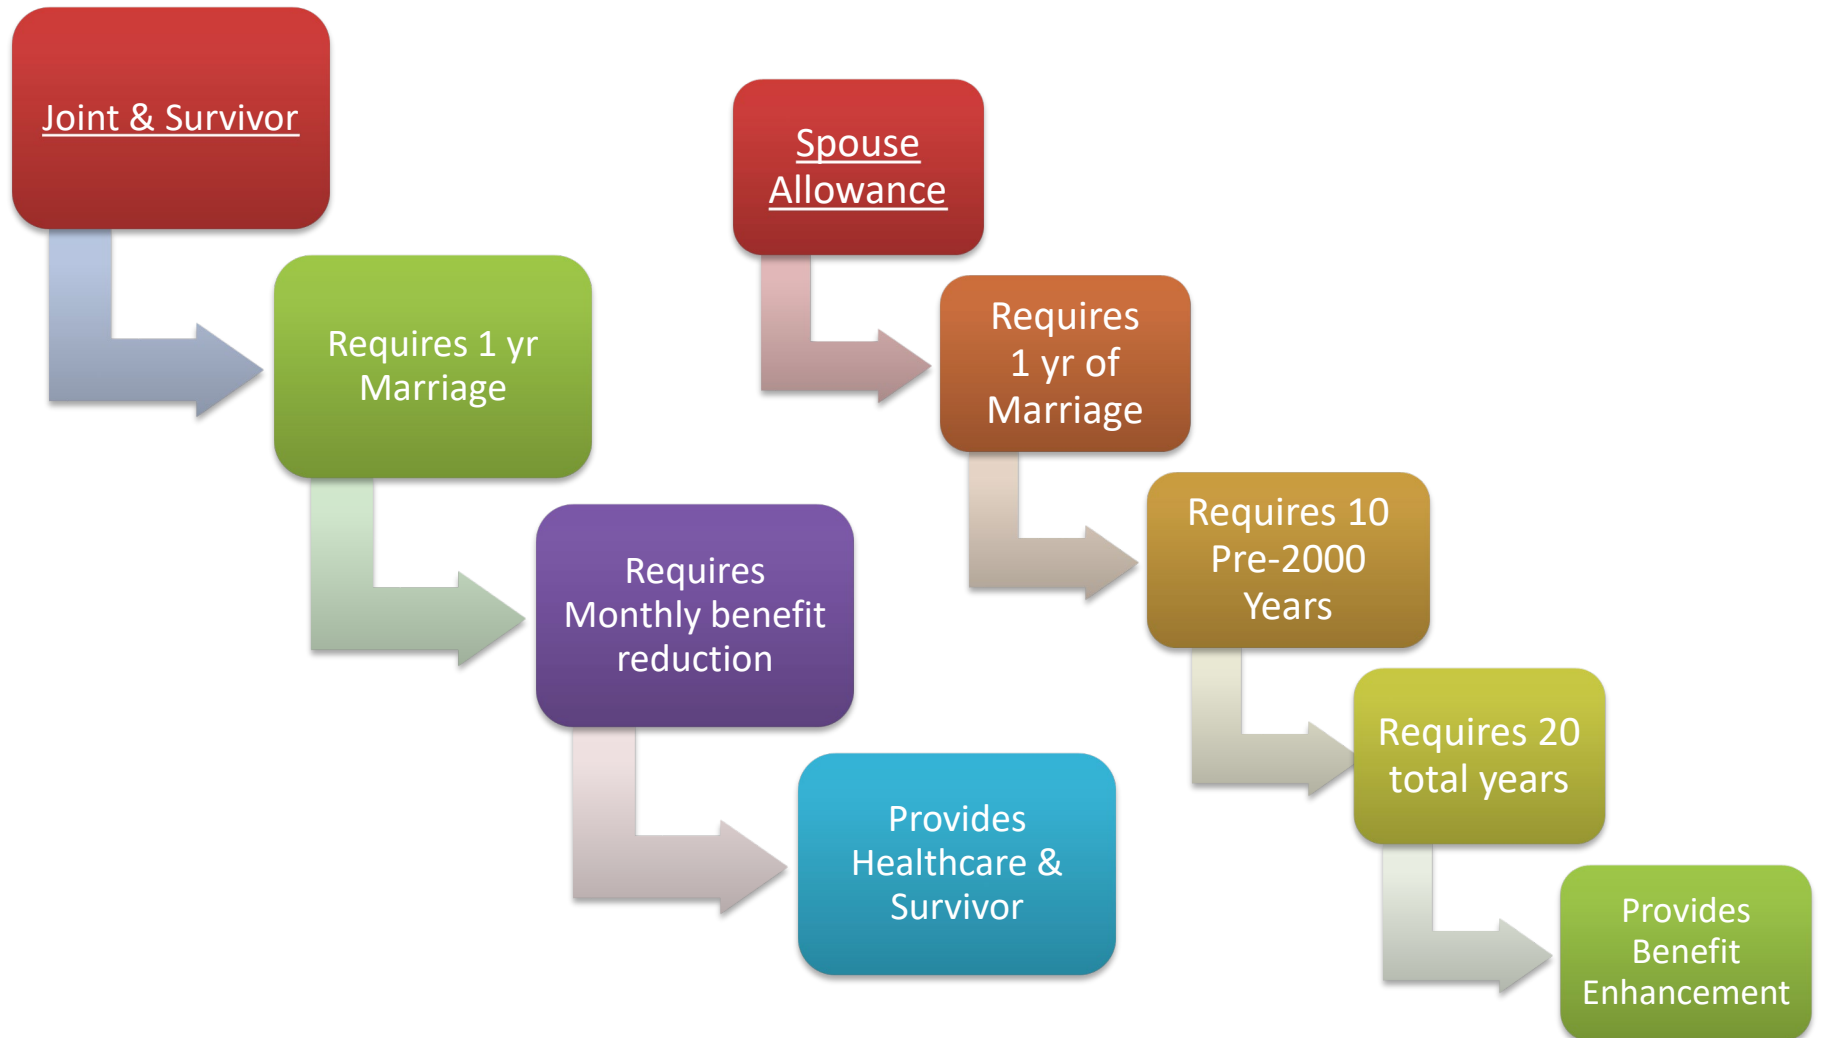 Joint & Survivor
Requires 1 yr
Marriage
Requires
Monthly benefit
reduction
Provides
Healthcare &
Survivor
Spouse
Allowance
Requires
1 yr of
Marriage
Requires 10
Pre-2000
Years
Requires 20
total years
Provides
Benefit
Enhancement